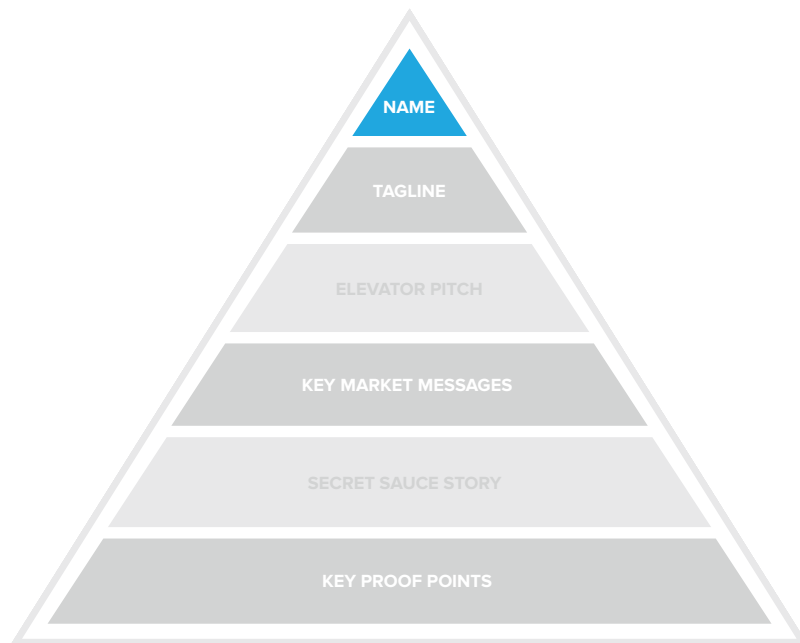 NAME
TAGLINE
ELEVATOR PITCH
KEY MARKET MESSAGES
SECRET SAUCE STORY
KEY PROOF POINTS